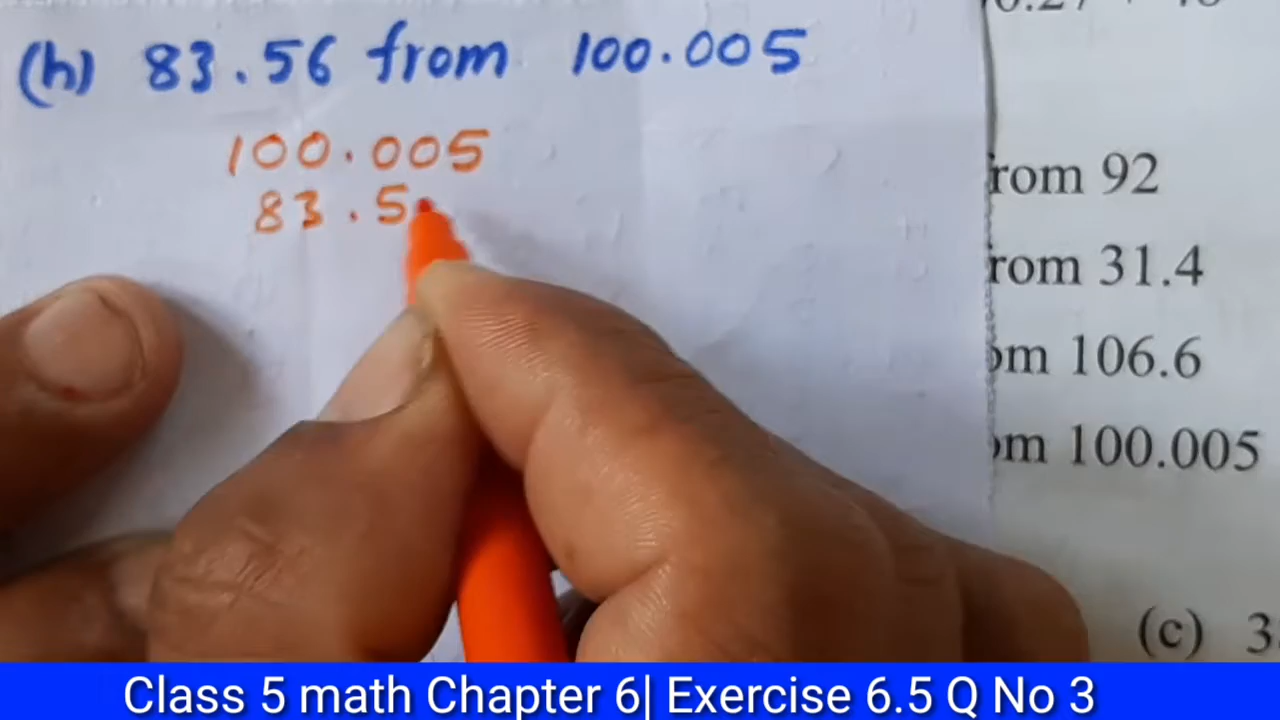 (h) 83.56 from 100.005
100.005
83.5
rom 92
rom 31.4
om 106.6
om 100.005
(c) 3
Class 5 math Chapter 6| Exercise 6.5 Q No 3